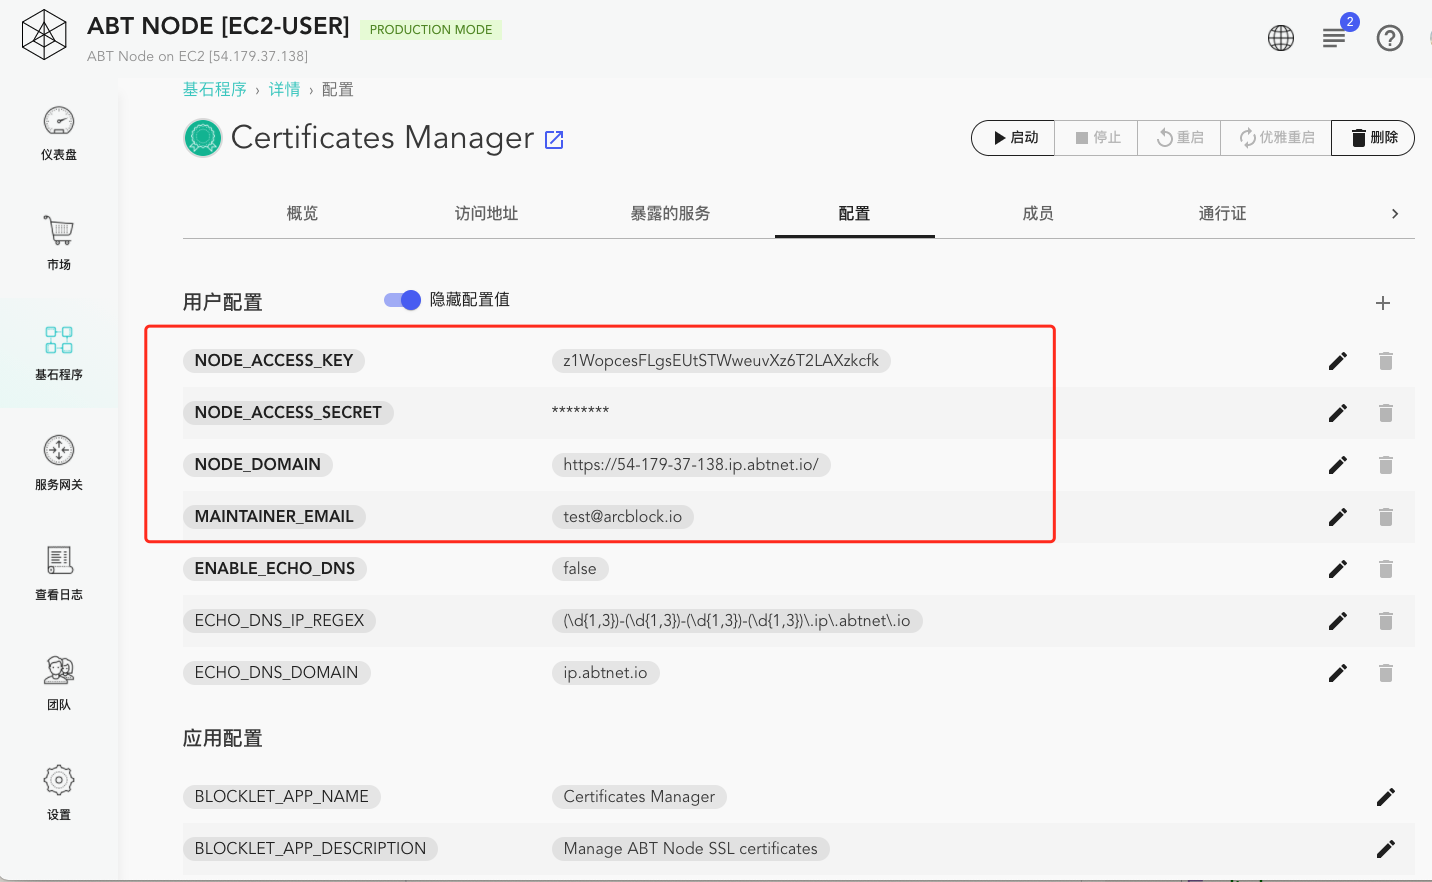 ABT NODE [EC2-USER] PRODUCTION MODE
ABT Node on EC2 [54.179.37.138]
2
仪表盘
市场
基石程序
服务网关
查看日志
团队
设置
基石程序 › 详情 › 配置
Certificates Manager
启动 停止 重启 优雅重启 删除
概览 访问地址 暴露的服务 配置 成员 通行证
用户配置 隐藏配置值
NODE_ACCESS_KEY z1WopcesFLgsEUtSTWweuvXz6T2LAXzkcfk
NODE_ACCESS_SECRET ********
NODE_DOMAIN https://54-179-37-138.ip.abtnet.io/
MAINTAINER_EMAIL test@arcblock.io
ENABLE_ECHO_DNS false
ECHO_DNS_IP_REGEX (\d{1,3})-(\d{1,3})-(\d{1,3})-(\d{1,3})\.ip\.abtnet\.io
ECHO_DNS_DOMAIN ip.abtnet.io
应用配置
BLOCKLET_APP_NAME Certificates Manager
BLOCKLET_APP_DESCRIPTION Manage ABT Node SSL certificates